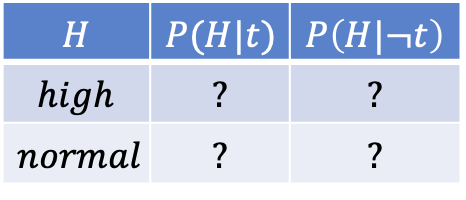 H P(H|t) P(H|¬t)
high ? ?
normal ? ?